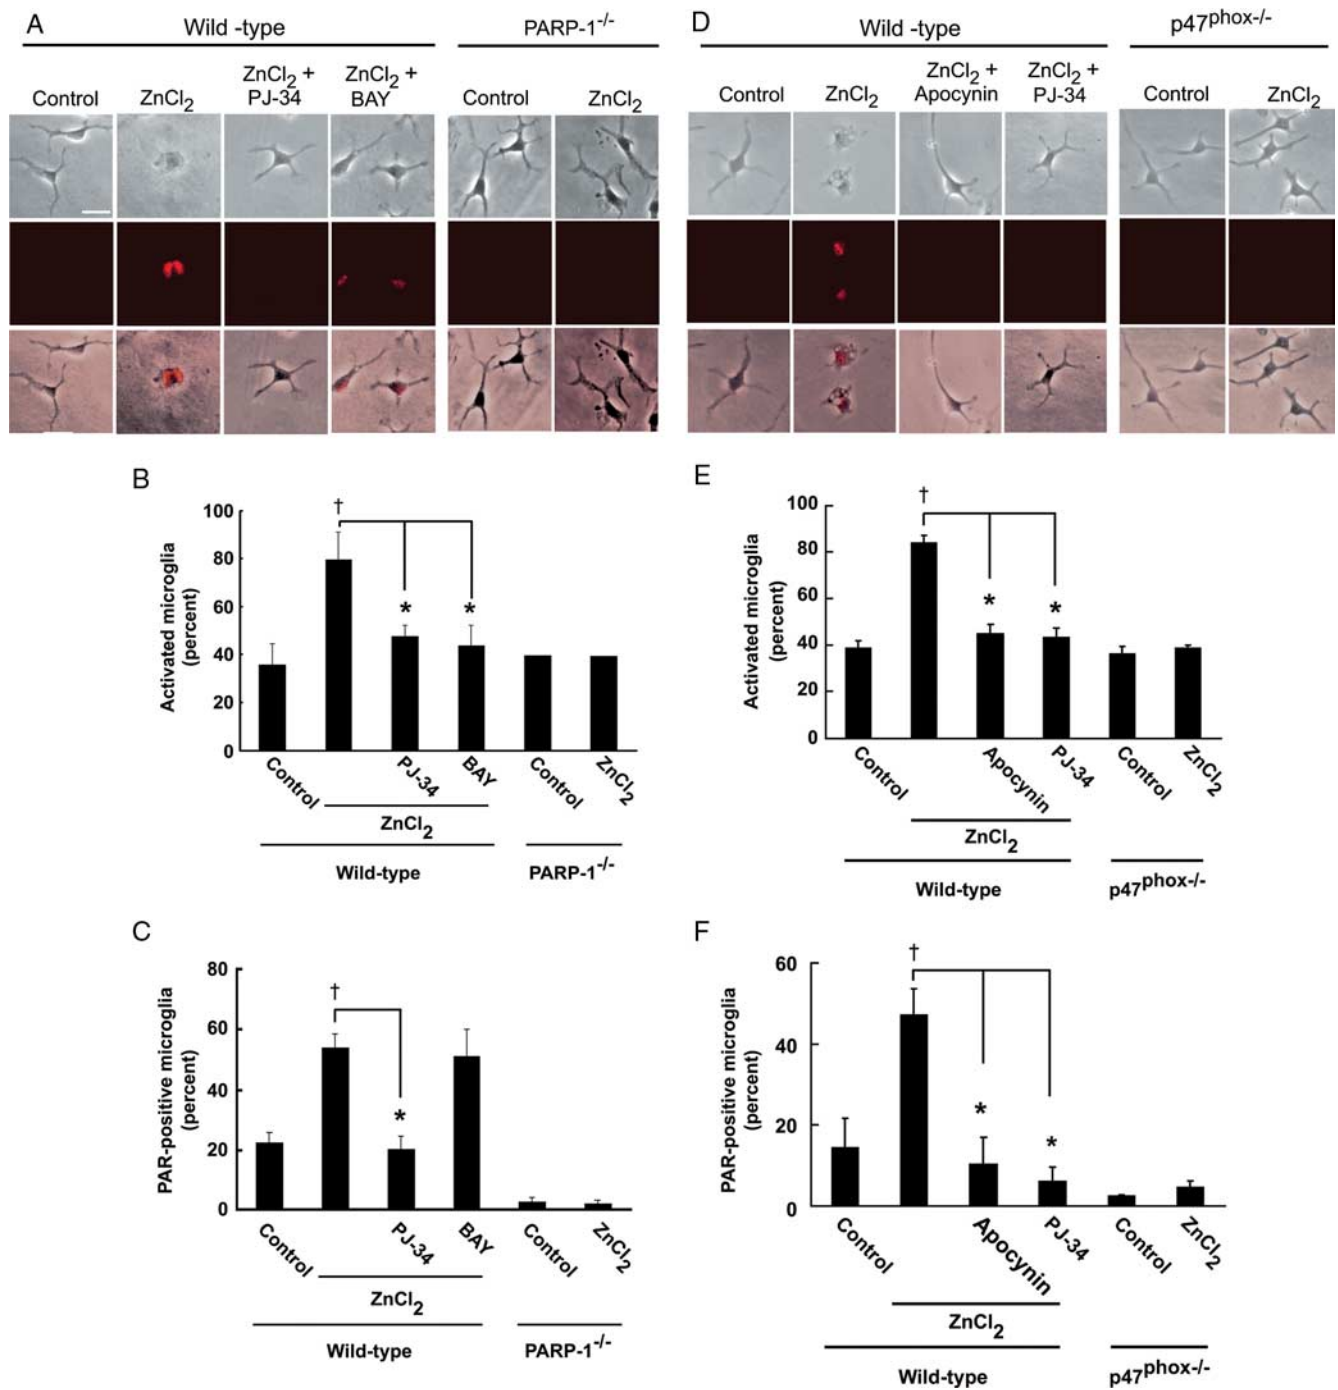 A
Wild -type
PARP-1-/-
Control
ZnCl2
ZnCl2 +
PJ-34
ZnCl2 +
BAY
Control
ZnCl2
D
Wild -type
p47phox-/-
Control
ZnCl2
ZnCl2 +
Apocynin
ZnCl2 +
PJ-34
Control
ZnCl2
B
Activated microglia
(percent)
100
80
60
40
20
0
†
*
*
Control
PJ-34
BAY
Control
ZnCl2
ZnCl2
Wild-type
PARP-1-/-
E
Activated microglia
(percent)
100
80
60
40
20
0
†
*
*
Control
Apocynin
PJ-34
Control
ZnCl2
ZnCl2
Wild-type
p47phox-/-
C
PAR-positive microglia
(percent)
80
60
40
20
0
†
*
Control
PJ-34
BAY
Control
ZnCl2
ZnCl2
Wild-type
PARP-1-/-
F
PAR-positive microglia
(percent)
60
40
20
0
†
*
*
Control
Apocynin
PJ-34
Control
ZnCl2
ZnCl2
Wild-type
p47phox-/-